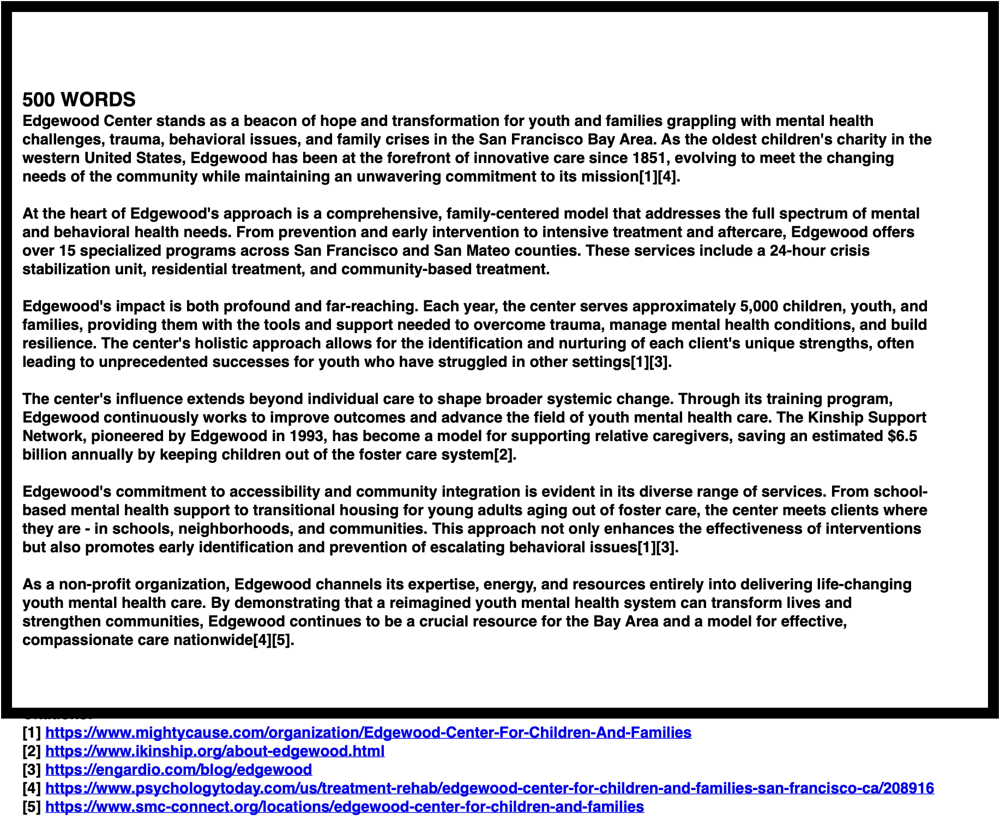 500 WORDS
Edgewood Center stands as a beacon of hope and transformation for youth and families grappling with mental health
challenges, trauma, behavioral issues, and family crises in the San Francisco Bay Area. As the oldest children's charity in the
western United States, Edgewood has been at the forefront of innovative care since 1851, evolving to meet the changing
needs of the community while maintaining an unwavering commitment to its mission[1][4].
At the heart of Edgewood's approach is a comprehensive, family-centered model that addresses the full spectrum of mental
and behavioral health needs. From prevention and early intervention to intensive treatment and aftercare, Edgewood offers
over 15 specialized programs across San Francisco and San Mateo counties. These services include a 24-hour crisis
stabilization unit, residential treatment, and community-based treatment.
Edgewood's impact is both profound and far-reaching. Each year, the center serves approximately 5,000 children, youth, and
families, providing them with the tools and support needed to overcome trauma, manage mental health conditions, and build
resilience. The center's holistic approach allows for the identification and nurturing of each client's unique strengths, often
leading to unprecedented successes for youth who have struggled in other settings[1][3].
The center's influence extends beyond individual care to shape broader systemic change. Through its training program,
Edgewood continuously works to improve outcomes and advance the field of youth mental health care. The Kinship Support
Network, pioneered by Edgewood in 1993, has become a model for supporting relative caregivers, saving an estimated $6.5
billion annually by keeping children out of the foster care system[2].
Edgewood's commitment to accessibility and community integration is evident in its diverse range of services. From school-
based mental health support to transitional housing for young adults aging out of foster care, the center meets clients where
they are - in schools, neighborhoods, and communities. This approach not only enhances the effectiveness of interventions
but also promotes early identification and prevention of escalating behavioral issues[1][3].
As a non-profit organization, Edgewood channels its expertise, energy, and resources entirely into delivering life-changing
youth mental health care. By demonstrating that a reimagined youth mental health system can transform lives and
strengthen communities, Edgewood continues to be a crucial resource for the Bay Area and a model for effective,
compassionate care nationwide[4][5].
[1] https://www.mightycause.com/organization/Edgewood-Center-For-Children-And-Families
[2] https://www.ikinship.org/about-edgewood.html
[3] https://engardio.com/blog/edgewood
[4] https://www.psychologytoday.com/us/treatment-rehab/edgewood-center-for-children-and-families-san-francisco-ca/208916
[5] https://www.smc-connect.org/locations/edgewood-center-for-children-and-families